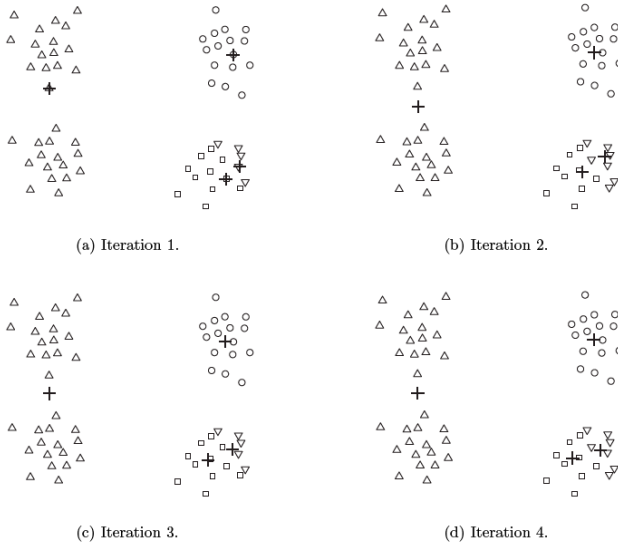 (a) Iteration 1.
(b) Iteration 2.
(c) Iteration 3.
(d) Iteration 4.